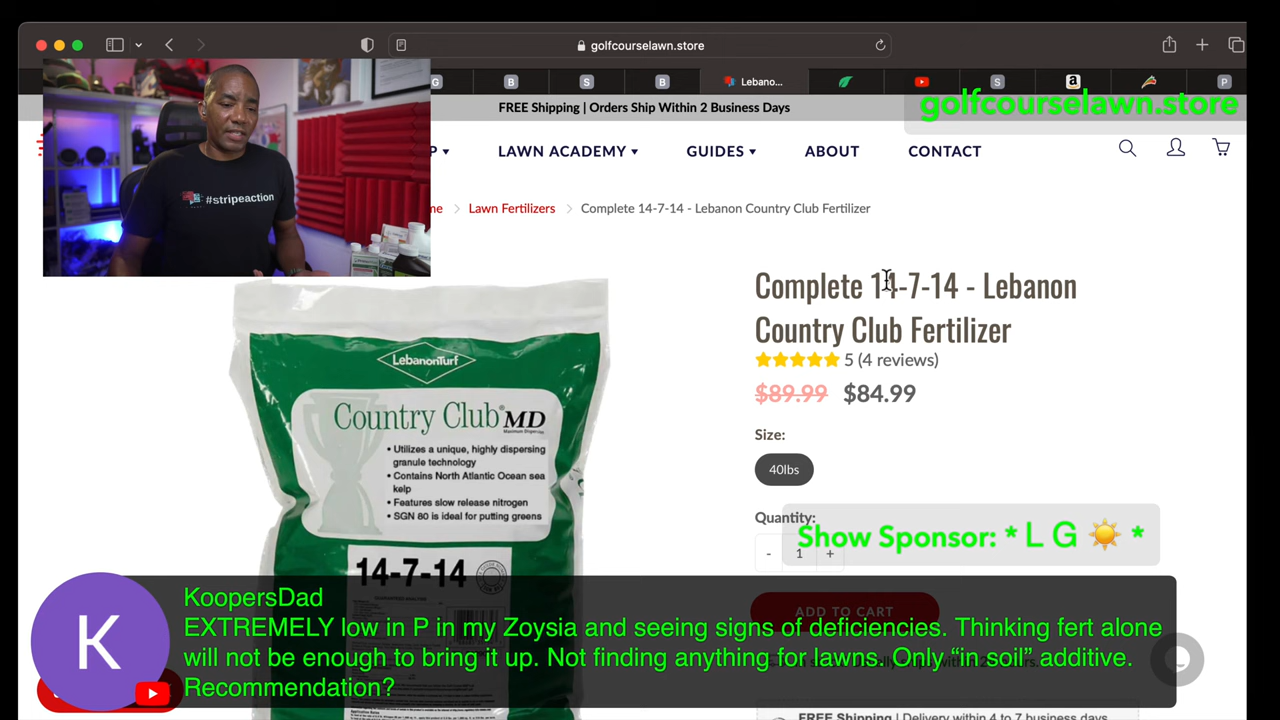 golfcourselawn.store
G
B
S
B
Lebano...
S
a
P
FREE Shipping | Orders Ship Within 2 Business Days
golfcourselawn.store
P ▾ LAWN ACADEMY ▾ GUIDES ▾ ABOUT CONTACT
#stripeaction
me > Lawn Fertilizers > Complete 14-7-14 - Lebanon Country Club Fertilizer
Complete 14-7-14 - Lebanon
Country Club Fertilizer
5 (4 reviews)
$89.99 $84.99
Size:
40lbs
Quantity:
- 1 +
Show Sponsor: * L G ☀️ *
ADD TO CART
LebanonTurf
Country Club® MD
• Utilizes a unique, highly dispersing
granule technology
• Contains North Atlantic Ocean sea
kelp
• Features slow release nitrogen
• SGN 80 is ideal for putting greens
14-7-14
K
KoopersDad
EXTREMELY low in P in my Zoysia and seeing signs of deficiencies. Thinking fert alone
will not be enough to bring it up. Not finding anything for lawns. Only “in soil” additive.
Recommendation?
FREE Shipping | Delivery within 4 to 7 business days